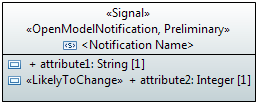 «Signal»
«OpenModelNotification, Preliminary»
«S» <Notification Name>
+ attribute1: String [1]
«LikelyToChange» + attribute2: Integer [1]